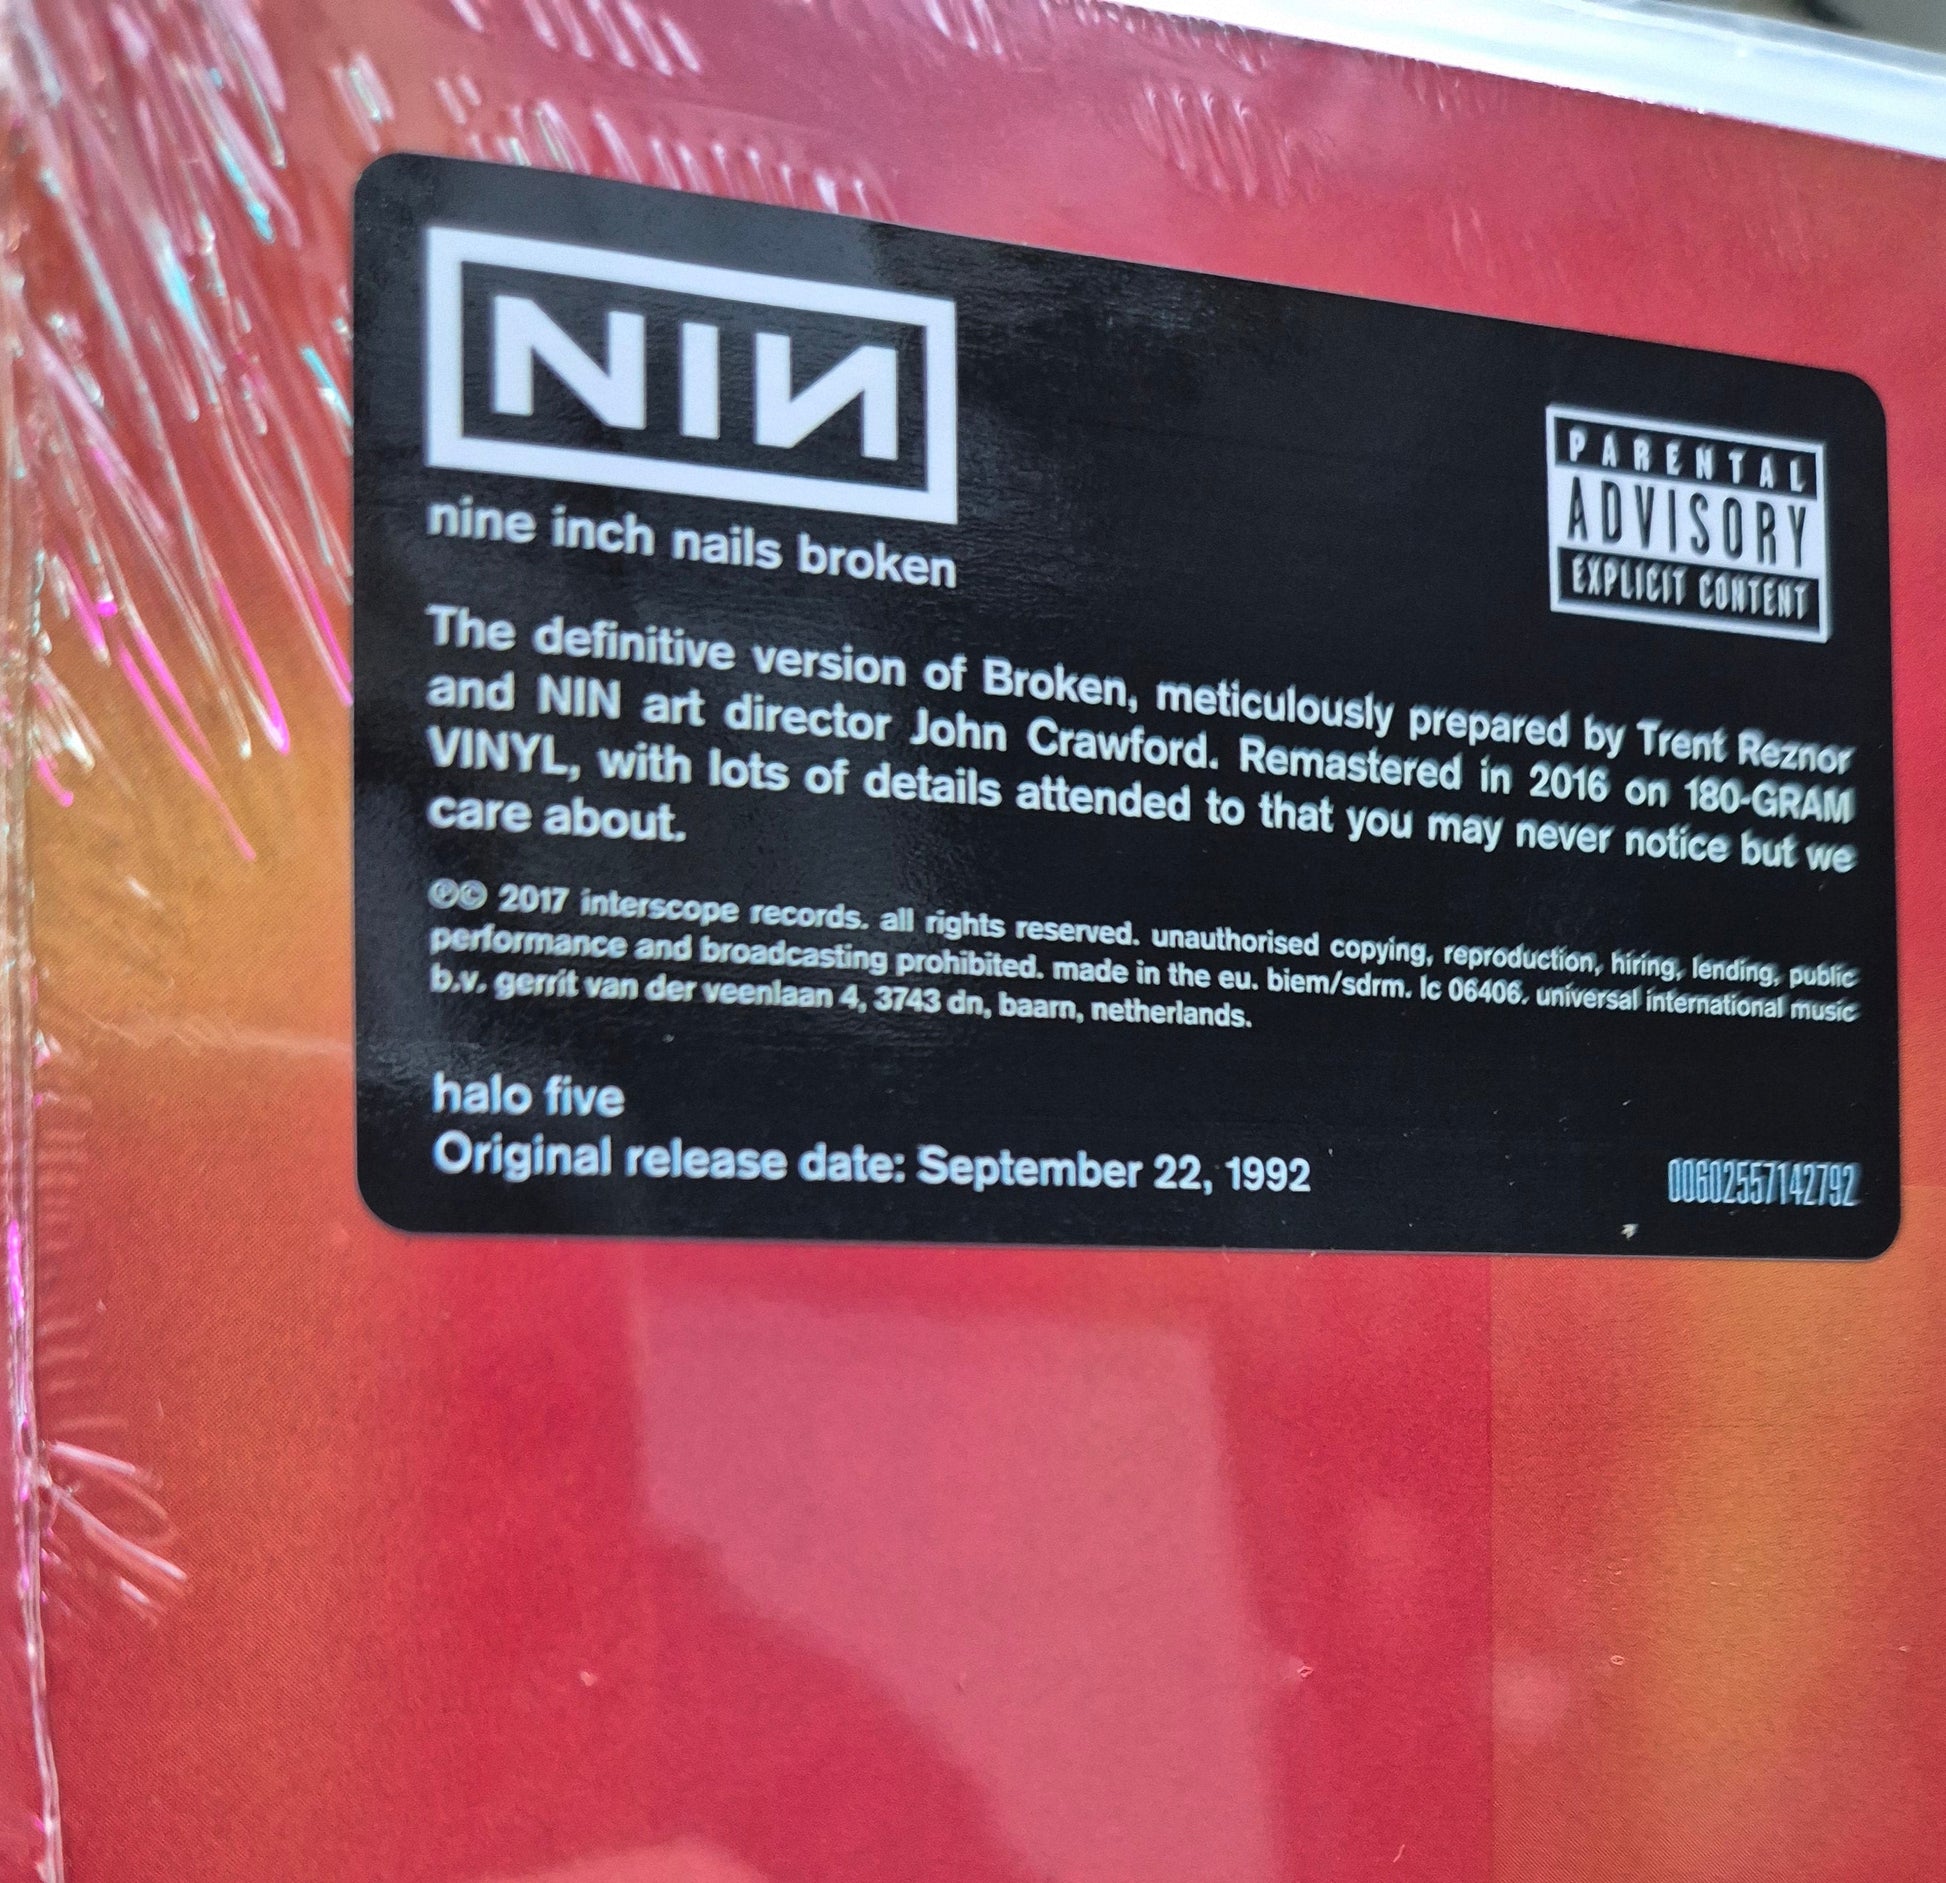 NIN
nine inch nails broken
PARENTAL
ADVISORY
EXPLICIT CONTENT
The definitive version of Broken, meticulously prepared by Trent Reznor
and NIN art director John Crawford. Remastered in 2016 on 180-GRAM
VINYL, with lots of details attended to that you may never notice but we
care about.
℗© 2017 interscope records. all rights reserved. unauthorised copying, reproduction, hiring, lending, public
performance and broadcasting prohibited. made in the eu. biem/sdrm. lc 06406. universal international music
b.v. gerrit van der veenlaan 4, 3743 dn, baarn, netherlands.
halo five
Original release date: September 22, 1992
00602557142792